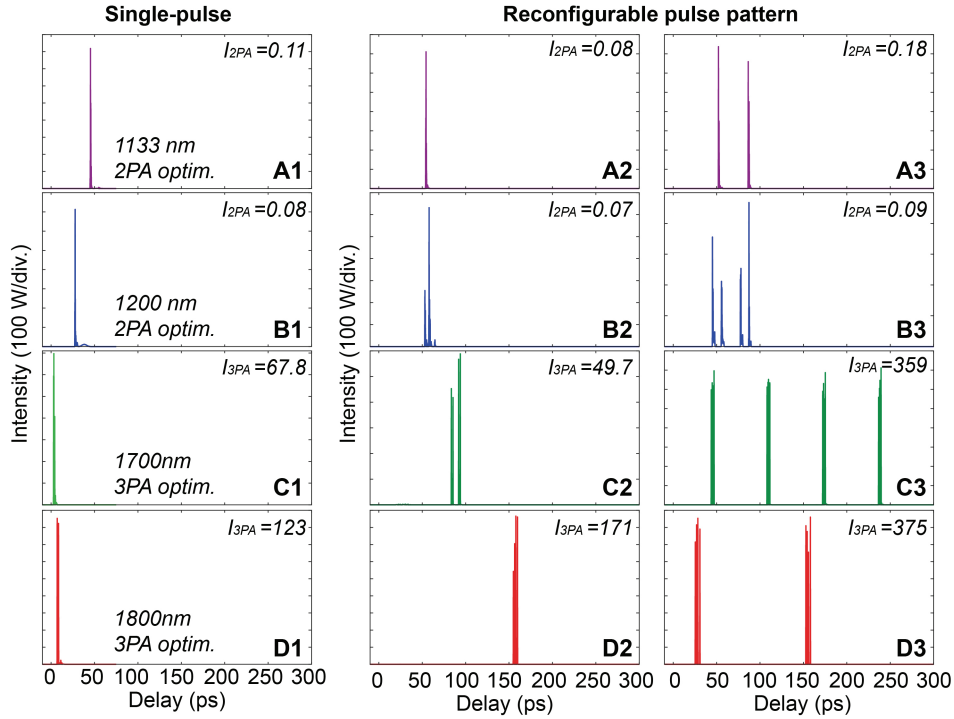 Single-pulse
Reconfigurable pulse pattern
I2PA=0.11
1133 nm
2PA optim.
A1
I2PA=0.08
A2
I2PA=0.18
A3
I2PA=0.08
1200 nm
2PA optim.
B1
I2PA=0.07
B2
I2PA=0.09
B3
I3PA=67.8
1700nm
3PA optim.
C1
I3PA=49.7
C2
I3PA=359
C3
I3PA=123
1800nm
3PA optim.
D1
I3PA=171
D2
I3PA=375
D3
Intensity (100 W/div.)
Intensity (100 W/div.)
0 50 100 150 200 250 300
0 50 100 150 200 250 300
0 50 100 150 200 250 300
Delay (ps)
Delay (ps)
Delay (ps)